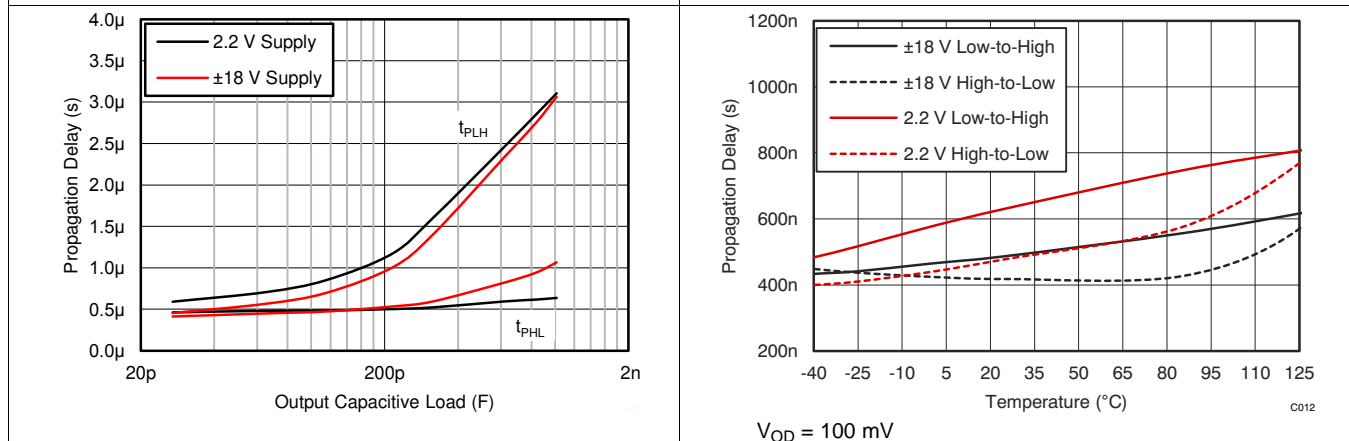 4.0µ
3.5µ
3.0µ
2.5µ
2.0µ
1.5µ
1.0µ
0.5µ
0.0µ
Propagation Delay (s)
2.2 V Supply
±18 V Supply
tPLH
tPHL
20p
200p
2n
Output Capacitive Load (F)
1200n
1000n
800n
600n
400n
200n
Propagation Delay (s)
±18 V Low-to-High
±18 V High-to-Low
2.2 V Low-to-High
2.2 V High-to-Low
-40 -25 -10 5 20 35 50 65 80 95 110 125
Temperature (°C)
C012
VOD = 100 mV